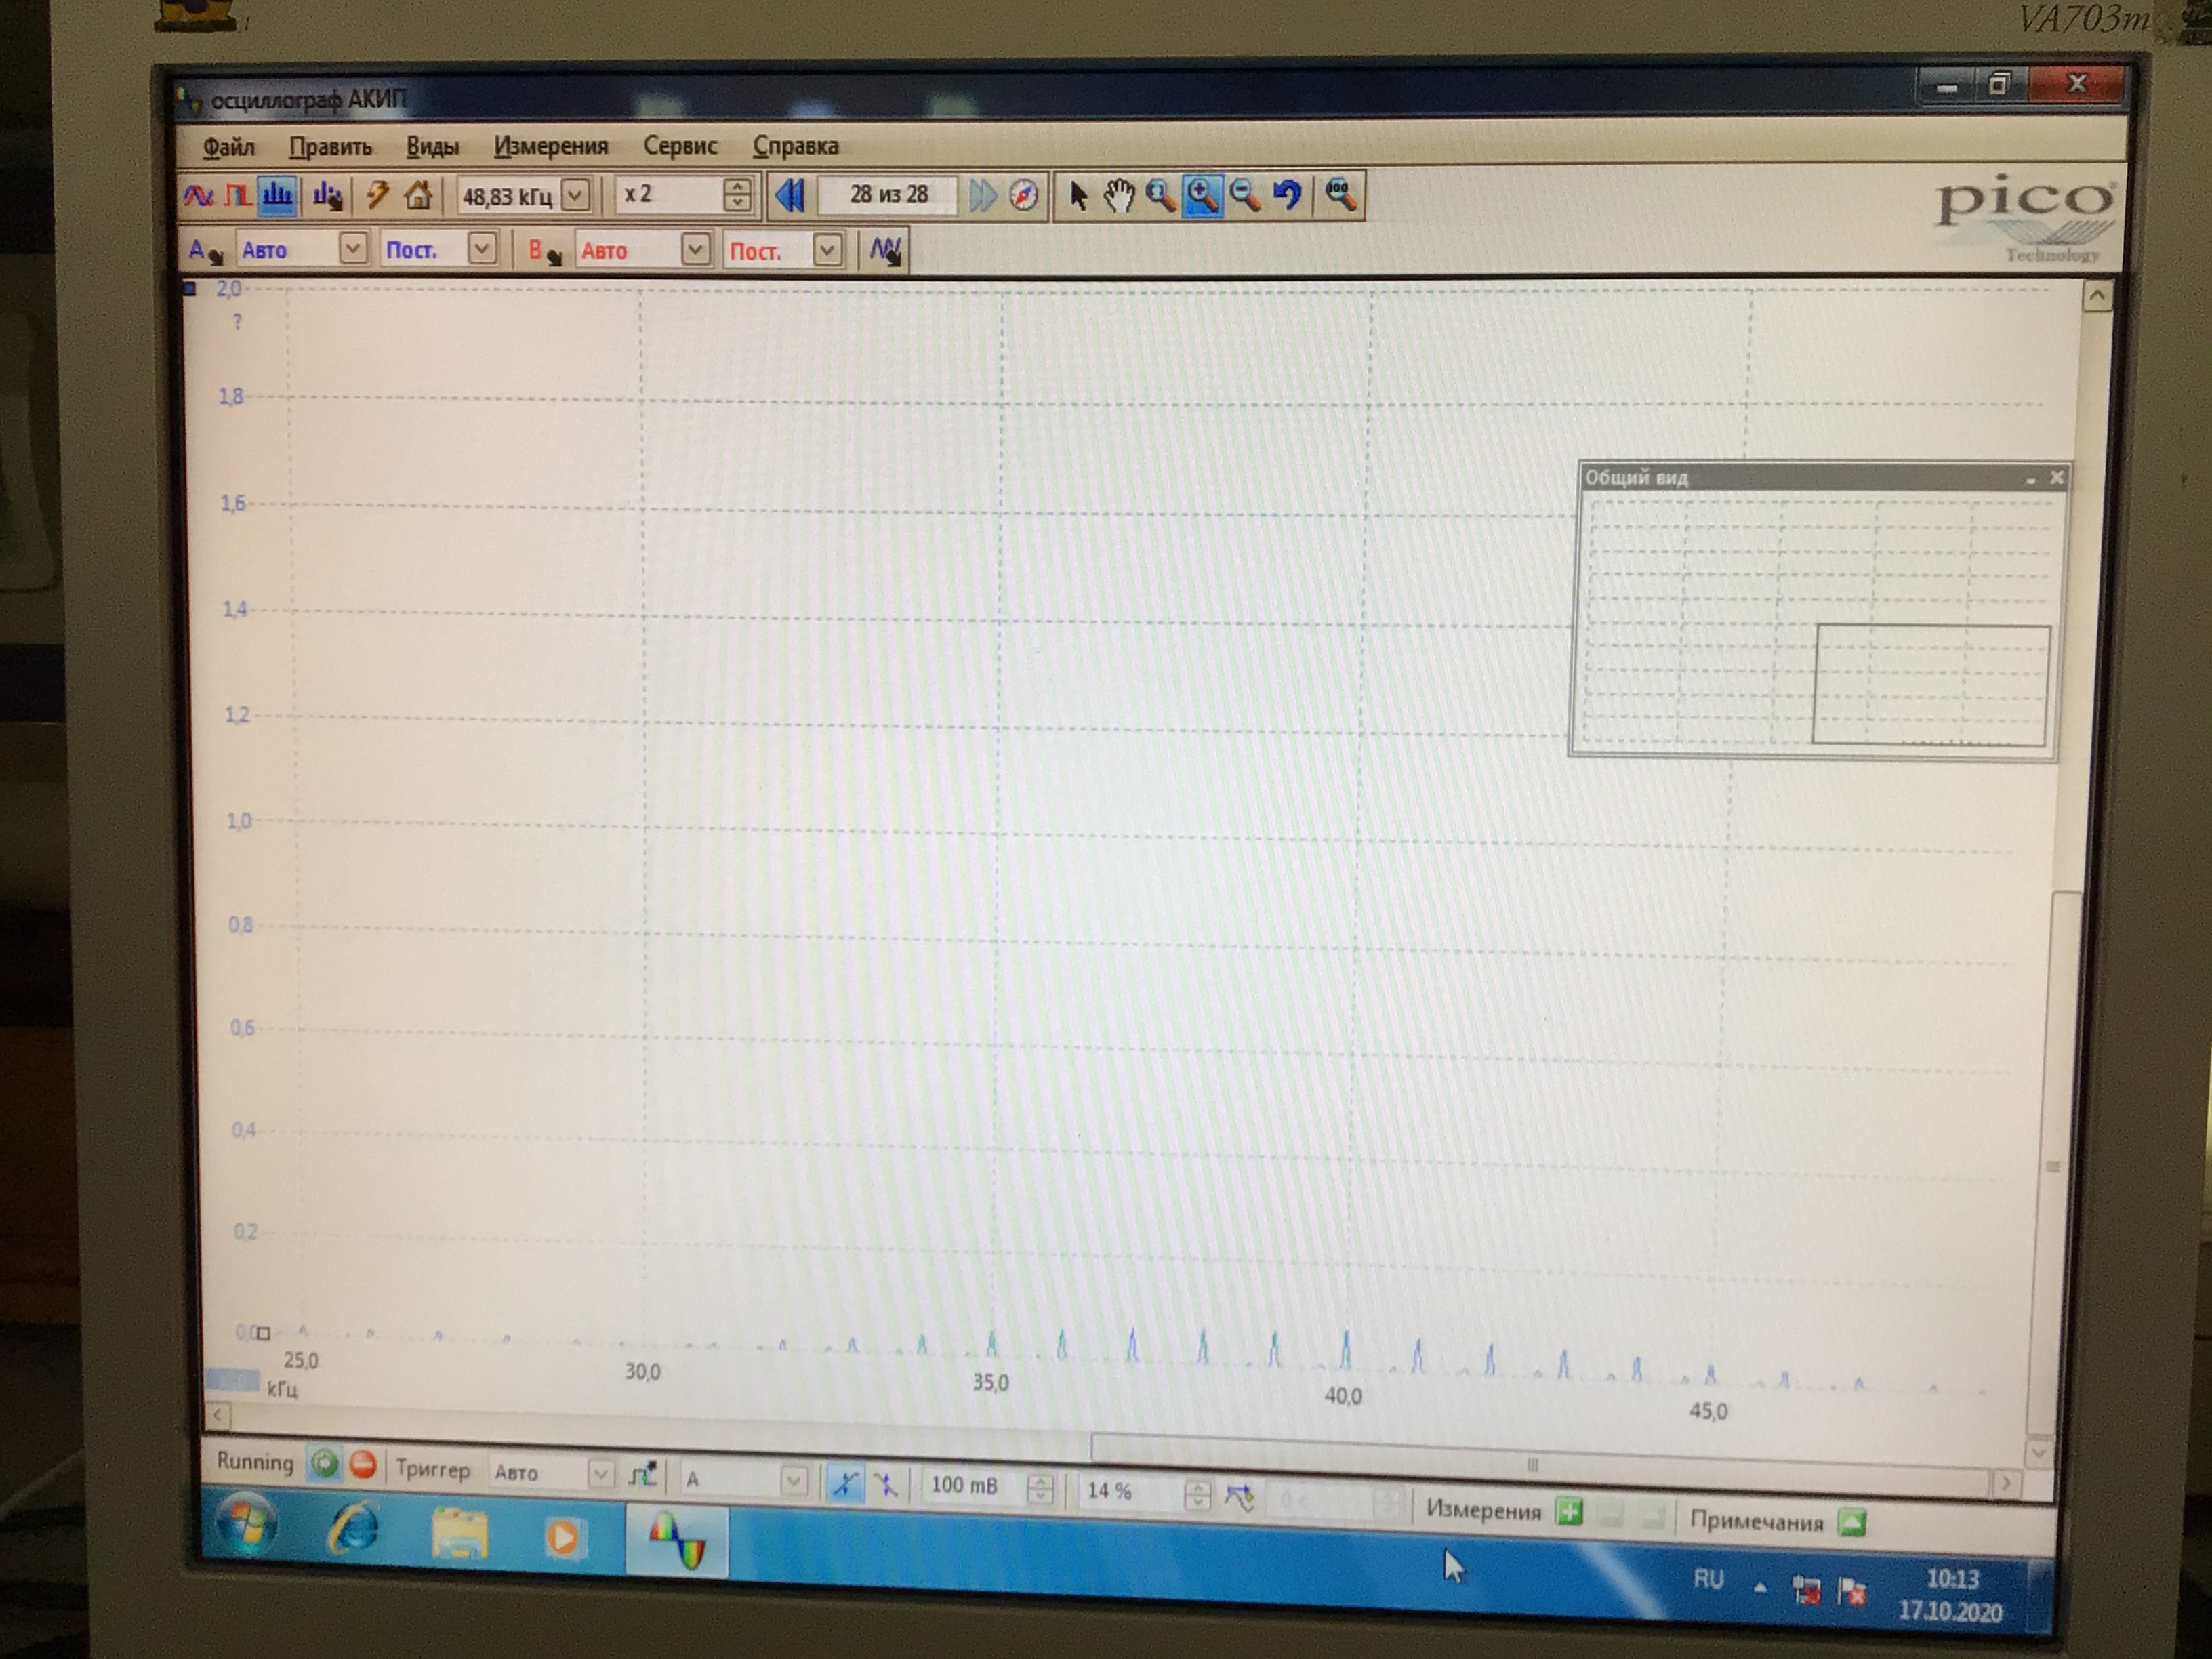 VA703m
осциллограф АКИП
Файл Править Виды Измерения Сервис Справка
48,83 кГц x 2 28 из 28
pico
Technology
A Авто Пост. B Авто Пост.
2,0
?
1,8
1,6
1,4
1,2
1,0
0,8
0,6
0,4
0,2
0,0
Общий вид
25,0 30,0 35,0 40,0 45,0
кГц
Running Триггер Авто A 100 mB 14 % Измерения Примечания
RU
10:13
17.10.2020